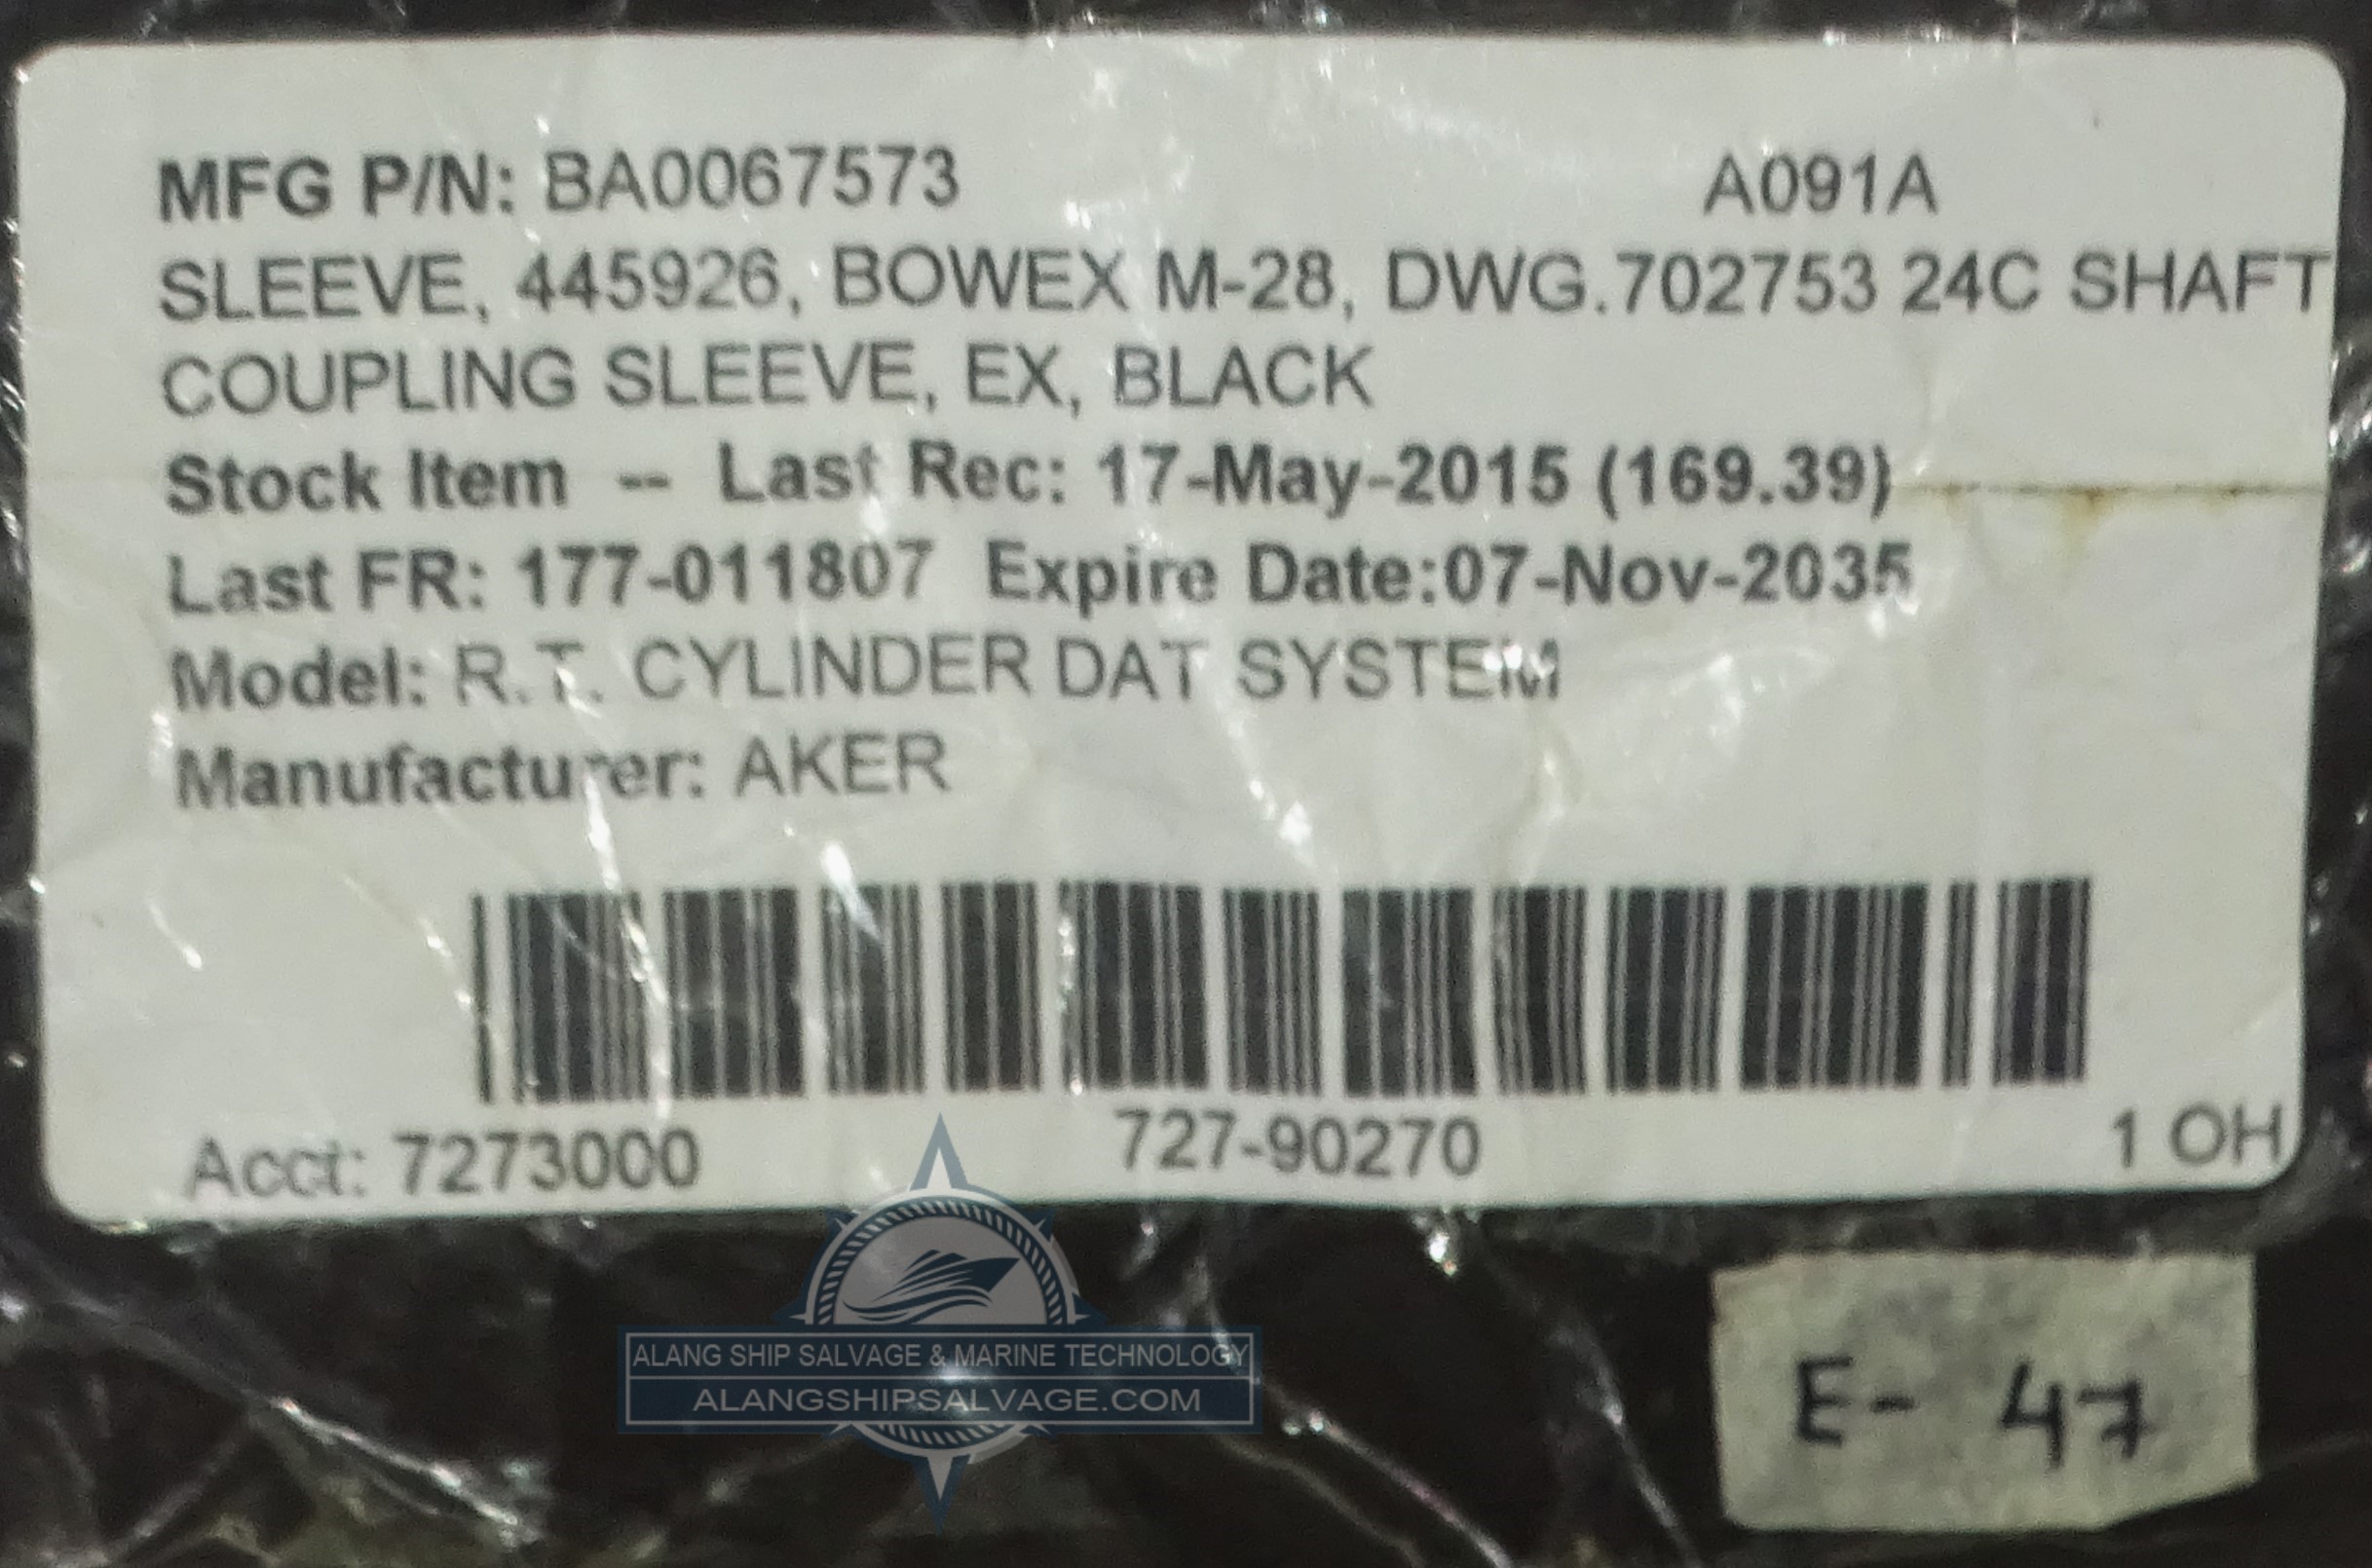 MFG P/N: BA0067573 A091A
SLEEVE, 445926, BOWEX M-28, DWG.702753 24C SHAFT
COUPLING SLEEVE, EX, BLACK
Stock Item -- Last Rec: 17-May-2015 (169.39)
Last FR: 177-011807 Expire Date:07-Nov-2035
Model: R.T. CYLINDER DAT SYSTEM
Manufacturer: AKER
Acct: 7273000 727-90270 1 OH
ALANG SHIP SALVAGE & MARINE TECHNOLOGY
ALANGSHIPSALVAGE.COM
E- 47